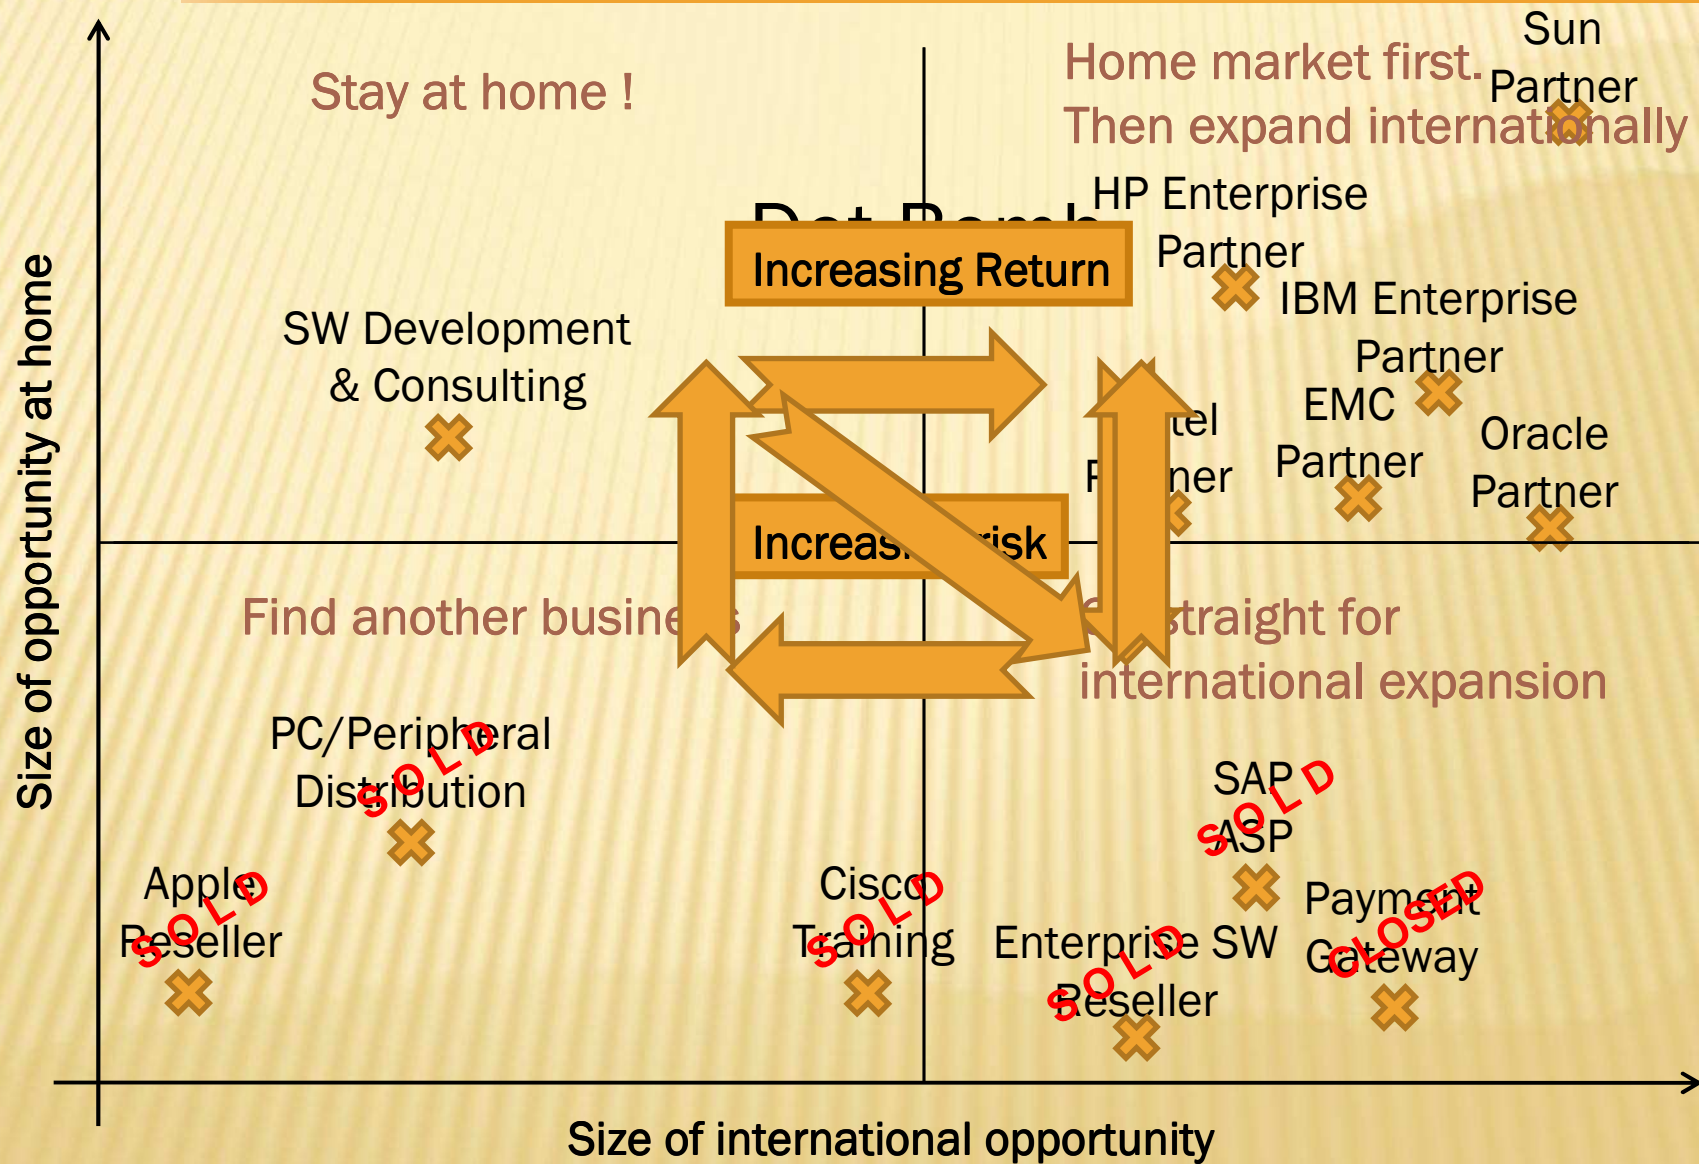 Sun
Partner
Stay at home !
Home market first.
Then expand internationally
HP Enterprise
Partner
Increasing Return
IBM Enterprise
Partner
SW Development
& Consulting
EMC
Partner
Oracle
Partner
Find another business
straight for
international expansion
PC/Peripheral
Distribution
SOLD
SAP
ASP
SOLD
Apple
Reseller
SOLD
Cisco
Training
SOLD
Enterprise SW
Reseller
SOLD
Payment
Gateway
CLOSED
Size of opportunity at home
Size of international opportunity